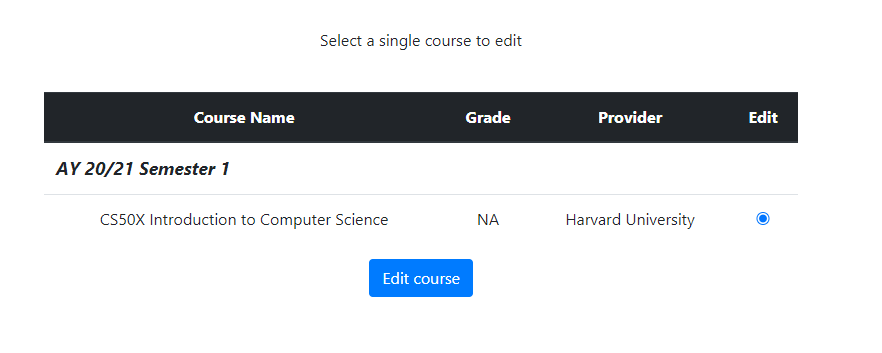 Select a single course to edit
Course Name Grade Provider Edit
AY 20/21 Semester 1
CS50X Introduction to Computer Science NA Harvard University
Edit course